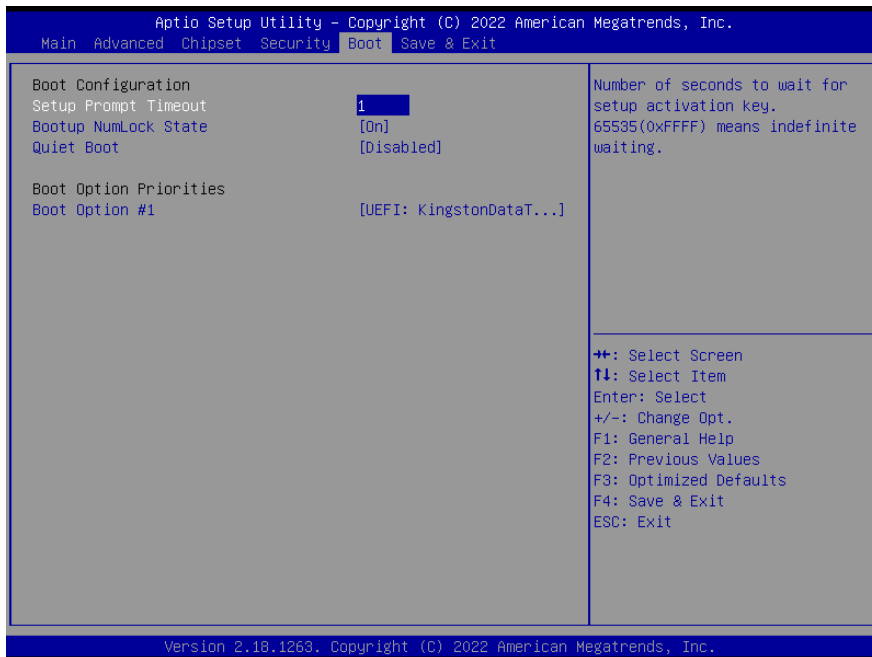 Aptio Setup Utility – Copyright (C) 2022 American Megatrends, Inc.
Main Advanced Chipset Security Boot Save & Exit
Boot Configuration
Setup Prompt Timeout 1
Bootup NumLock State [On]
Quiet Boot [Disabled]
Boot Option Priorities
Boot Option #1 [UEFI: KingstonDataT...]
Number of seconds to wait for
setup activation key.
65535(0xFFFF) means indefinite
waiting.
→←: Select Screen
↑↓: Select Item
Enter: Select
+/-: Change Opt.
F1: General Help
F2: Previous Values
F3: Optimized Defaults
F4: Save & Exit
ESC: Exit
Version 2.18.1263. Copyright (C) 2022 American Megatrends, Inc.